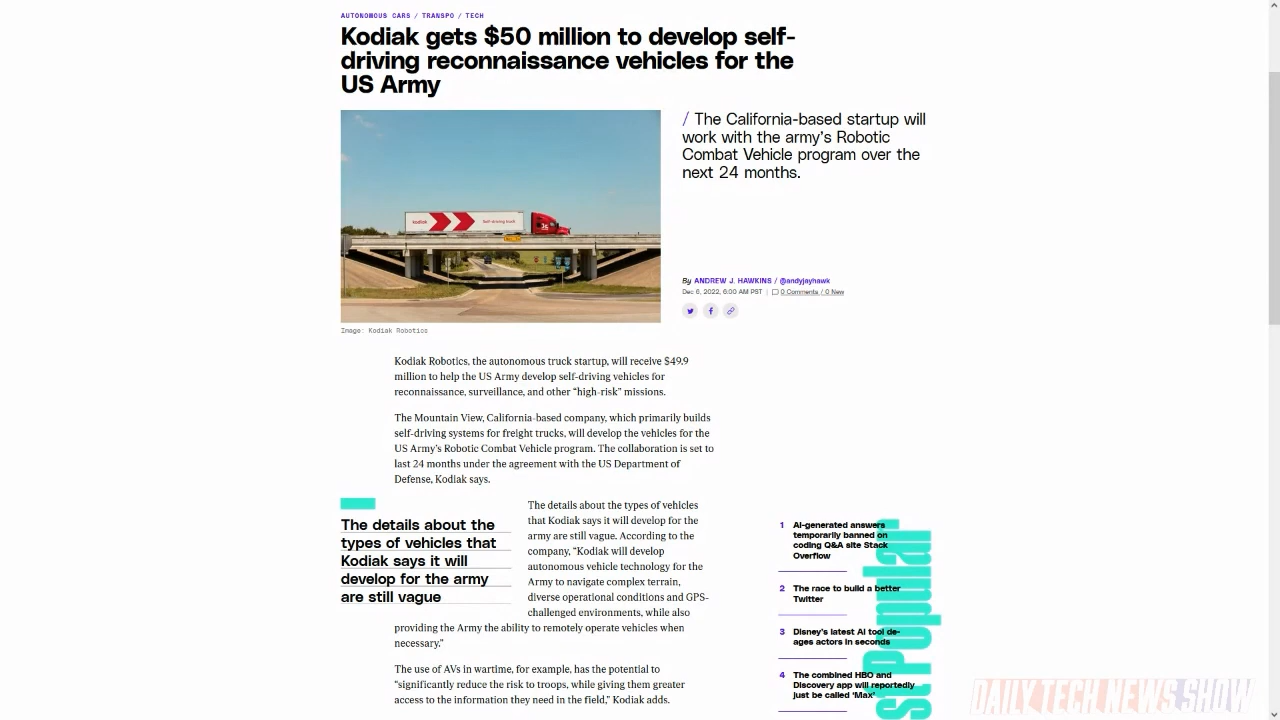 AUTONOMOUS CARS / TRANSPO / TECH
Kodiak gets $50 million to develop self-
driving reconnaissance vehicles for the
US Army
/ The California-based startup will
work with the army's Robotic
Combat Vehicle program over the
next 24 months.
kodiak
Self-driving truck
By ANDREW J. HAWKINS / @andyjayhawk
Dec 6, 2022, 6:00 AM PST | 0 Comments / 0 New
Image: Kodiak Robotics
Kodiak Robotics, the autonomous truck startup, will receive $49.9
million to help the US Army develop self-driving vehicles for
reconnaissance, surveillance, and other “high-risk” missions.
The Mountain View, California-based company, which primarily builds
self-driving systems for freight trucks, will develop the vehicles for the
US Army’s Robotic Combat Vehicle program. The collaboration is set to
last 24 months under the agreement with the US Department of
Defense, Kodiak says.
The details about the
types of vehicles that
Kodiak says it will
develop for the army
are still vague
The details about the types of vehicles
that Kodiak says it will develop for the
army are still vague. According to the
company, “Kodiak will develop
autonomous vehicle technology for the
Army to navigate complex terrain,
diverse operational conditions and GPS-
challenged environments, while also
providing the Army the ability to remotely operate vehicles when
necessary.”
The use of AVs in wartime, for example, has the potential to
“significantly reduce the risk to troops, while giving them greater
access to the information they need in the field,” Kodiak adds.
st Popular
1 AI-generated answers
temporarily banned on
coding Q&A site Stack
Overflow
2 The race to build a better
Twitter
3 Disney’s latest AI tool de-
ages actors in seconds
4 The combined HBO and
Discovery app will reportedly
just be called ‘Max’
DAILY TECH NEWS SHOW